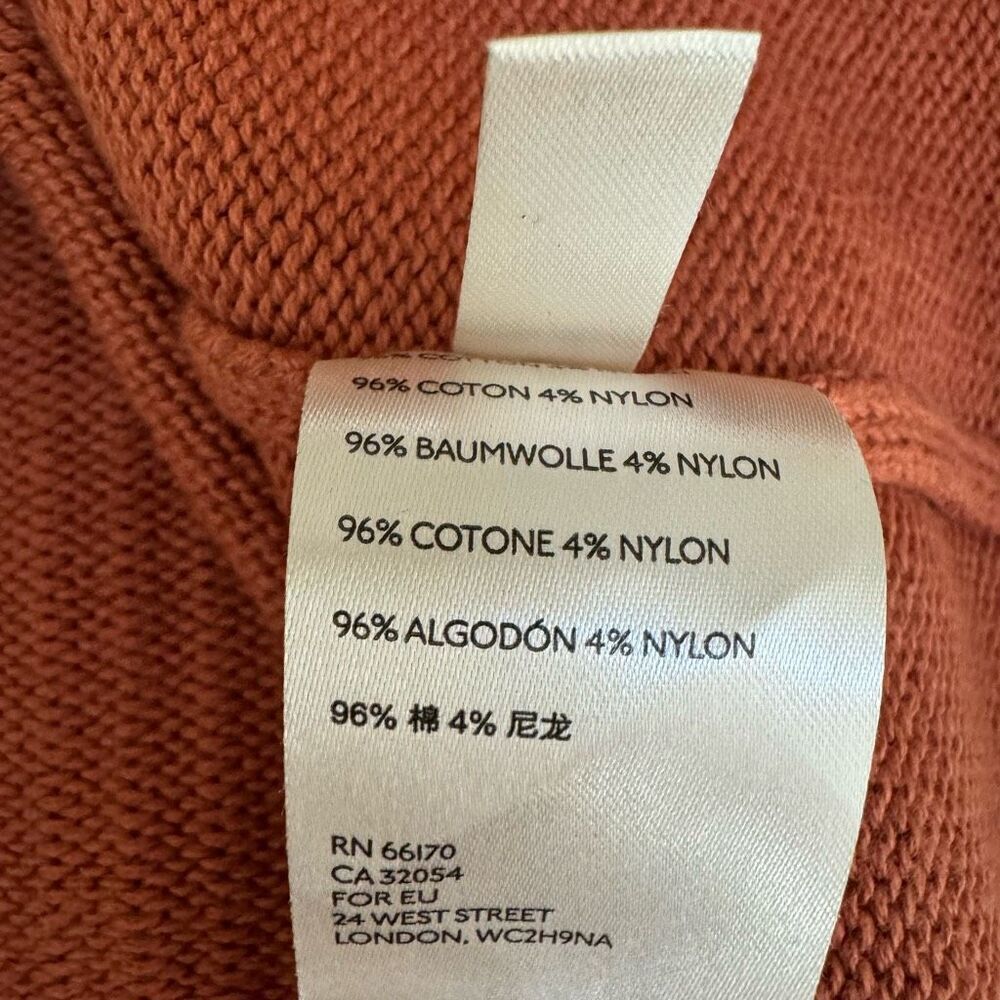 96% COTON 4% NYLON
96% BAUMWOLLE 4% NYLON
96% COTONE 4% NYLON
96% ALGODÓN 4% NYLON
96% 棉 4% 尼龙
RN 66170
CA 32054
FOR EU
24 WEST STREET
LONDON, WC2H9NA